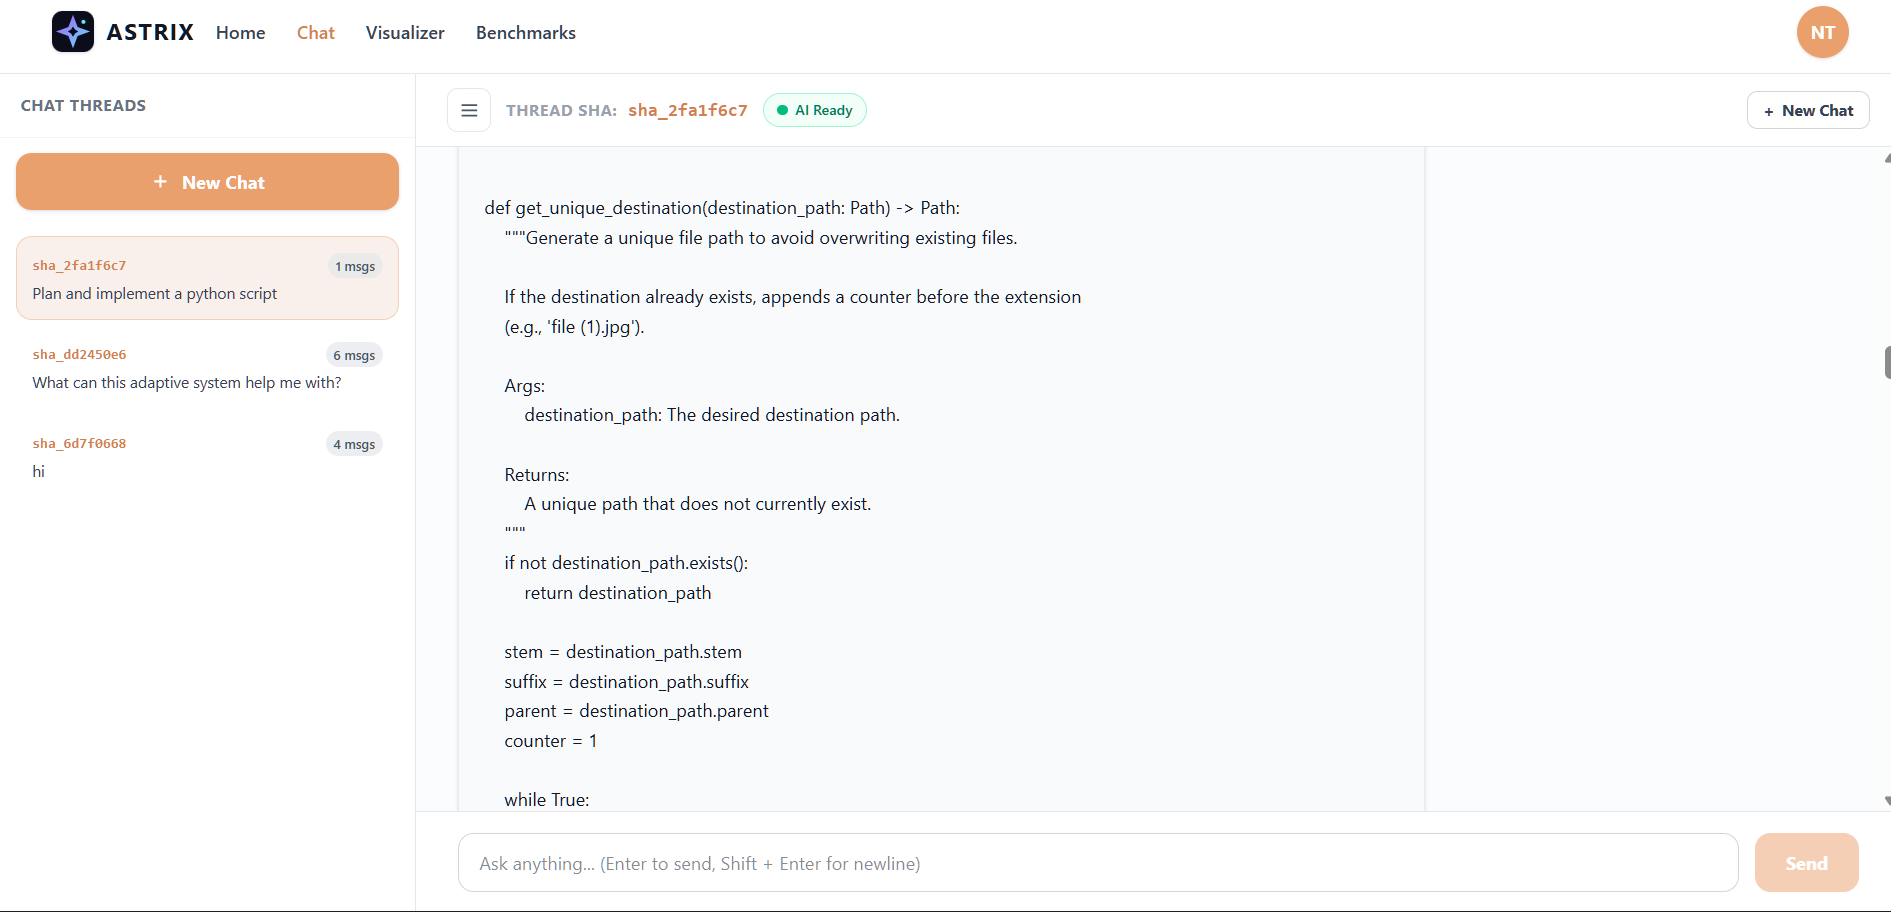 ASTRIX
Home
Chat
Visualizer
Benchmarks
NT
CHAT THREADS
+ New Chat
sha_2fa1f6c7
1 msgs
Plan and implement a python script
sha_dd2450e6
6 msgs
What can this adaptive system help me with?
sha_6d7f0668
4 msgs
hi
THREAD SHA: sha_2fa1f6c7
AI Ready
+ New Chat
def get_unique_destination(destination_path: Path) -> Path:
"""Generate a unique file path to avoid overwriting existing files.
If the destination already exists, appends a counter before the extension
(e.g., 'file (1).jpg').
Args:
destination_path: The desired destination path.
Returns:
A unique path that does not currently exist.
"""
if not destination_path.exists():
return destination_path
stem = destination_path.stem
suffix = destination_path.suffix
parent = destination_path.parent
counter = 1
while True:
Ask anything... (Enter to send, Shift + Enter for newline)
Send